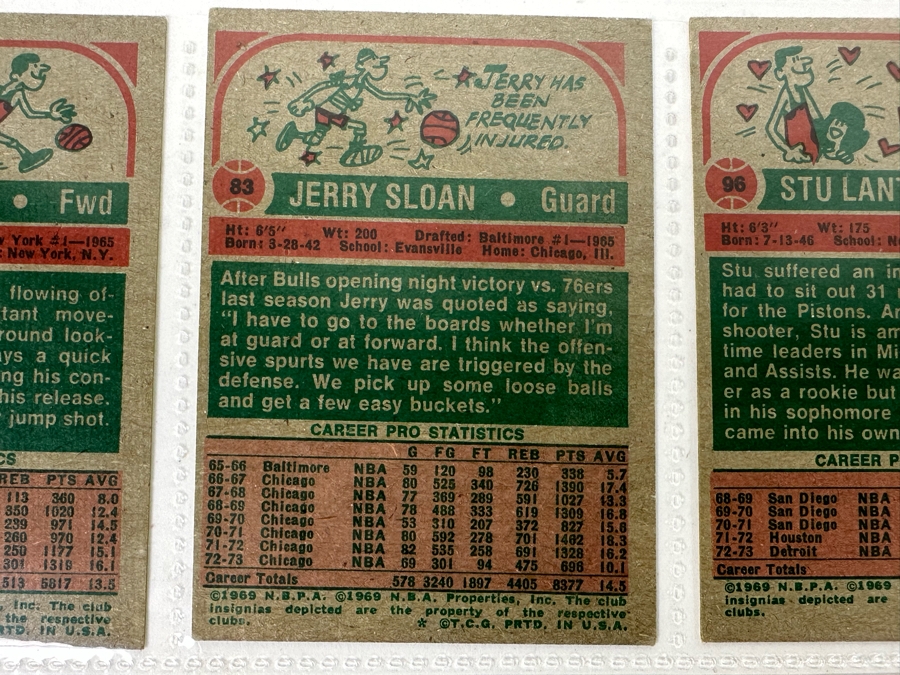 Fwd
York #1—1965
New York, N.Y.
flowing of-
tant move-
round look-
ys a quick
ng his con-
his release.
jump shot.
CS
REB PTS AVG
113 360 8.0
350 1020 12.4
239 971 14.5
260 970 12.4
250 1177 15.1
301 1319 16.1
513 5817 13.5
Inc. The club
the respective
PRTD. IN U.S.A.
JERRY HAS
BEEN
FREQUENTLY
INJURED.
83 JERRY SLOAN • Guard
Ht: 6'5" Wt: 200 Drafted: Baltimore #1—1965
Born: 3-28-42 School: Evansville Home: Chicago, Ill.
After Bulls opening night victory vs. 76ers
last season Jerry was quoted as saying,
"I have to go to the boards whether I'm
at guard or at forward. I think the offen-
sive spurts we have are triggered by the
defense. We pick up some loose balls
and get a few easy buckets."
CAREER PRO STATISTICS
G FG FT REB PTS AVG
65-66 Baltimore NBA 59 120 98 230 338 5.7
66-67 Chicago NBA 80 525 340 726 1390 17.4
67-68 Chicago NBA 77 369 289 591 1027 13.3
68-69 Chicago NBA 78 488 333 619 1309 16.8
69-70 Chicago NBA 53 310 207 372 827 15.6
70-71 Chicago NBA 80 592 278 701 1462 18.3
71-72 Chicago NBA 82 535 258 691 1328 16.2
72-73 Chicago NBA 69 301 94 475 696 10.1
Career Totals 578 3240 1897 4405 8377 14.5
©1969 N.B.P.A. ©1969 N.B.A. Properties, Inc. The club
insignias depicted are the property of the respective
clubs. * ©T.C.G. PRTD. IN U.S.A.
96 STU LANT
Ht: 6'3" Wt: 175
Born: 7-13-46 School: Ne
Stu suffered an in
had to sit out 31
for the Pistons. An
shooter, Stu is am
time leaders in Mi
and Assists. He wa
er as a rookie but
in his sophomore
came into his own
CAREER P
68-69 San Diego NBA
69-70 San Diego NBA
70-71 San Diego NBA
71-72 Houston NBA
72-73 Detroit NBA
Career Totals
©1969 N.B.P.A. ©1969
insignias depicted are
clubs.